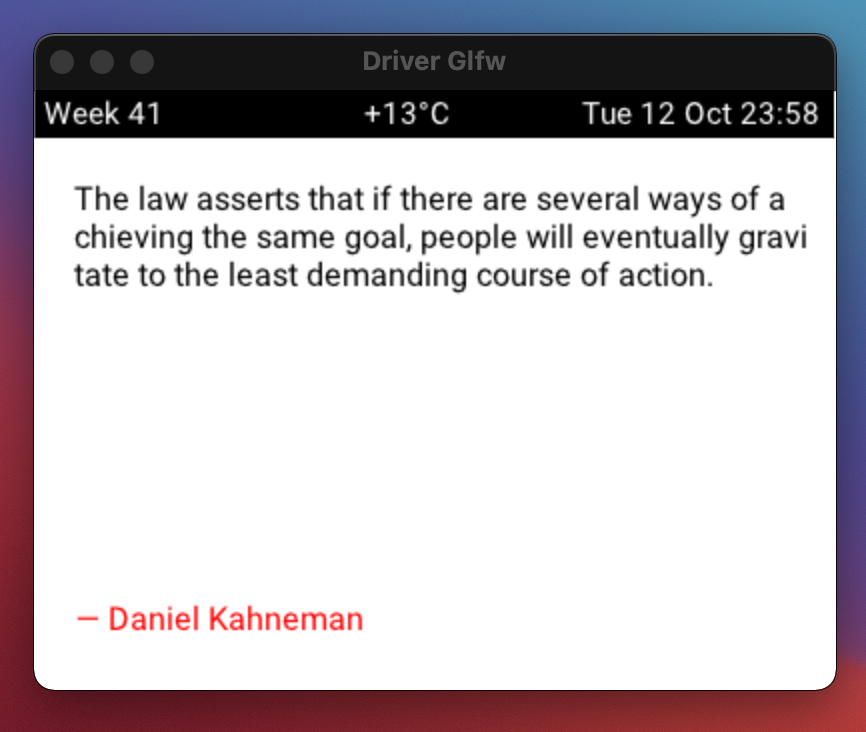 Driver Glfw
Week 41 +13°C Tue 12 Oct 23:58
The law asserts that if there are several ways of a
chieving the same goal, people will eventually gravi
tate to the least demanding course of action.
— Daniel Kahneman